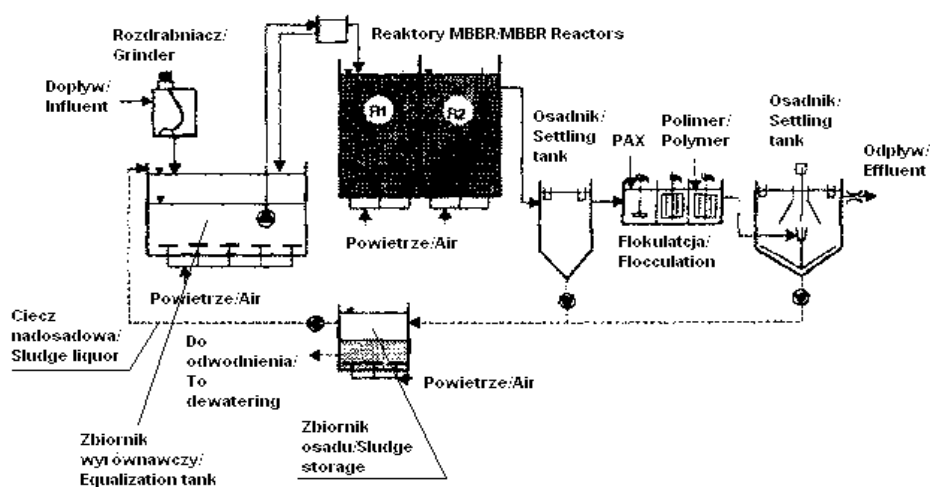 Rozdrabniacz/
Grinder
Dopływ/
Influent
Reaktory MBBR/MBBR Reactors
R1
R2
Osadnik/
Settling
tank
PAX
Polimer/
Polymer/
Osadnik/
Settling
tank
Odpływ/
Effluent
Powietrze/Air
Flokulatcja/
Flocculation
Powietrze/Air
Ciecz
nadosadowa/
Sludge liquor
Do
odwodnienia/
To
dewatering
Powietrze/Air
Zbiornik
wyrównawczy/
Equalization tank
Zbiornik
osadu/Sludge
storage